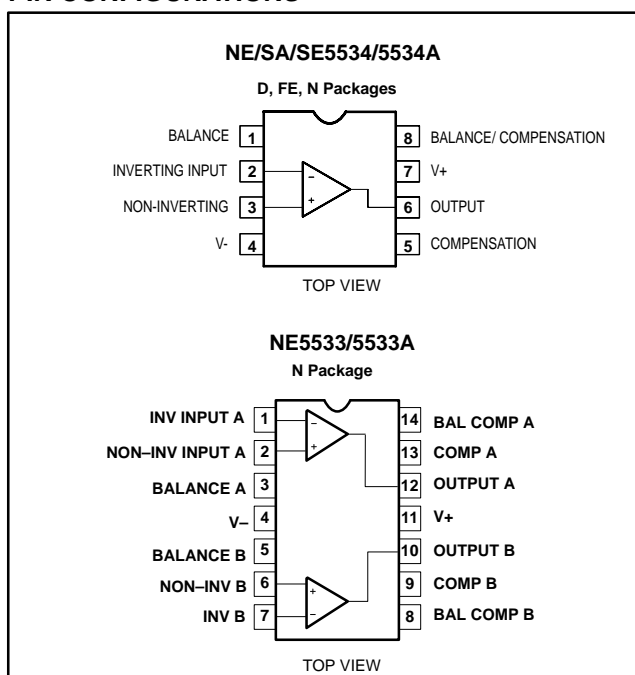 NE/SA/SE5534/5534A
D, FE, N Packages
BALANCE 1
8 BALANCE/ COMPENSATION
INVERTING INPUT 2
7 V+
NON-INVERTING 3
6 OUTPUT
V- 4
5 COMPENSATION
−
+
TOP VIEW
NE5533/5533A
N Package
INV INPUT A 1
14 BAL COMP A
NON–INV INPUT A 2
13 COMP A
BALANCE A 3
12 OUTPUT A
V– 4
11 V+
BALANCE B 5
10 OUTPUT B
NON–INV B 6
9 COMP B
INV B 7
8 BAL COMP B
−
+
+
−
TOP VIEW